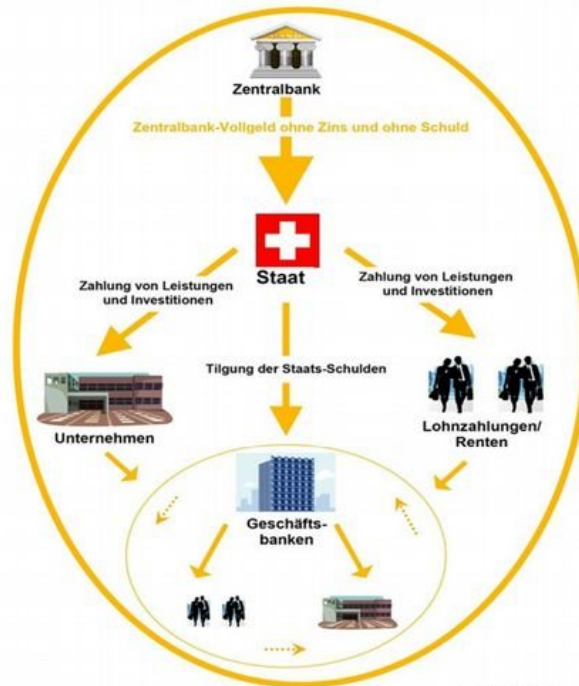 Zentralbank
Zentralbank-Vollgeld ohne Zins und ohne Schuld
Staat
Zahlung von Leistungen
und Investitionen
Zahlung von Leistungen
und Investitionen
Tilgung der Staats-Schulden
Unternehmen
Lohnzahlungen/
Renten
Geschäfts-
banken